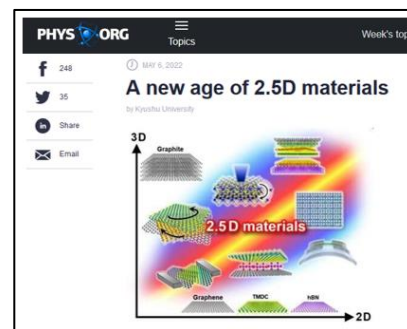 PHYS ORG
Topics
Week's top
248
35
Share
Email
MAY 6, 2022
A new age of 2.5D materials
by Kyushu University
3D
Graphite
2.5D materials
Graphene TMDC hBN
2D